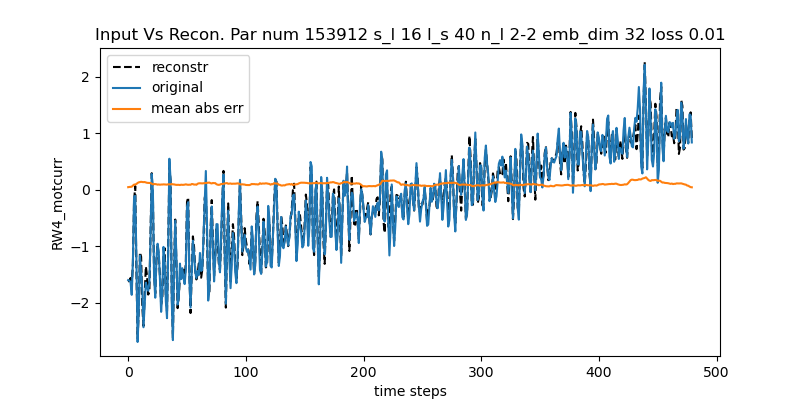 Input Vs Recon. Par num 153912 s_l 16 l_s 40 n_l 2-2 emb_dim 32 loss 0.01
reconstr
original
mean abs err
RW4_motcurr
2
1
0
−1
−2
0 100 200 300 400 500
time steps